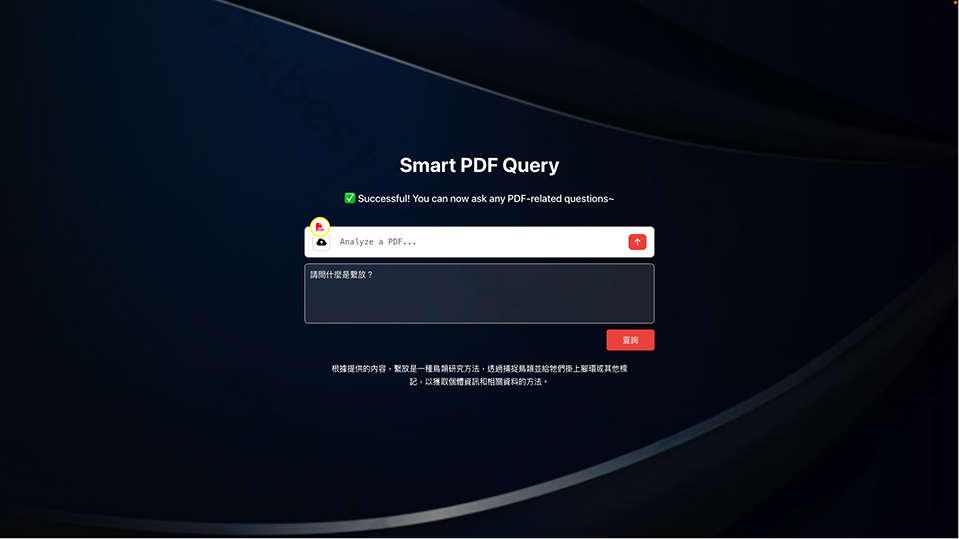 Smart PDF Query
✅ Successful! You can now ask any PDF-related questions~
Analyze a PDF...
請問什麼是繫放？
查詢
根據提供的內容，繫放是一種鳥類研究方法，透過捕捉鳥類並給牠們掛上腳環或其他標
記，以獲取個體資訊和相關資料的方法。